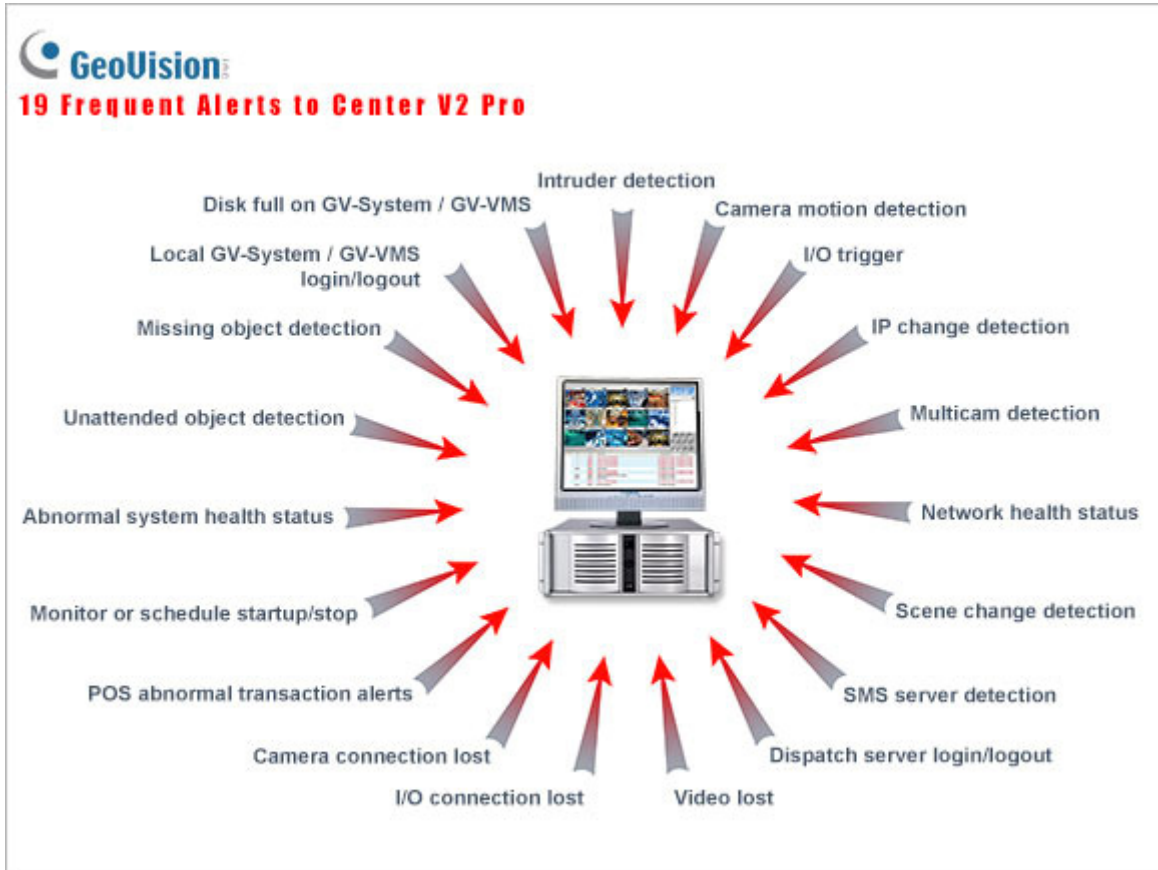 GeoVision
19 Frequent Alerts to Center V2 Pro
Intruder detection
Disk full on GV-System / GV-VMS
Camera motion detection
Local GV-System / GV-VMS
login/logout
I/O trigger
Missing object detection
IP change detection
Unattended object detection
Multicam detection
Abnormal system health status
Network health status
Monitor or schedule startup/stop
Scene change detection
POS abnormal transaction alerts
SMS server detection
Camera connection lost
Dispatch server login/logout
I/O connection lost
Video lost